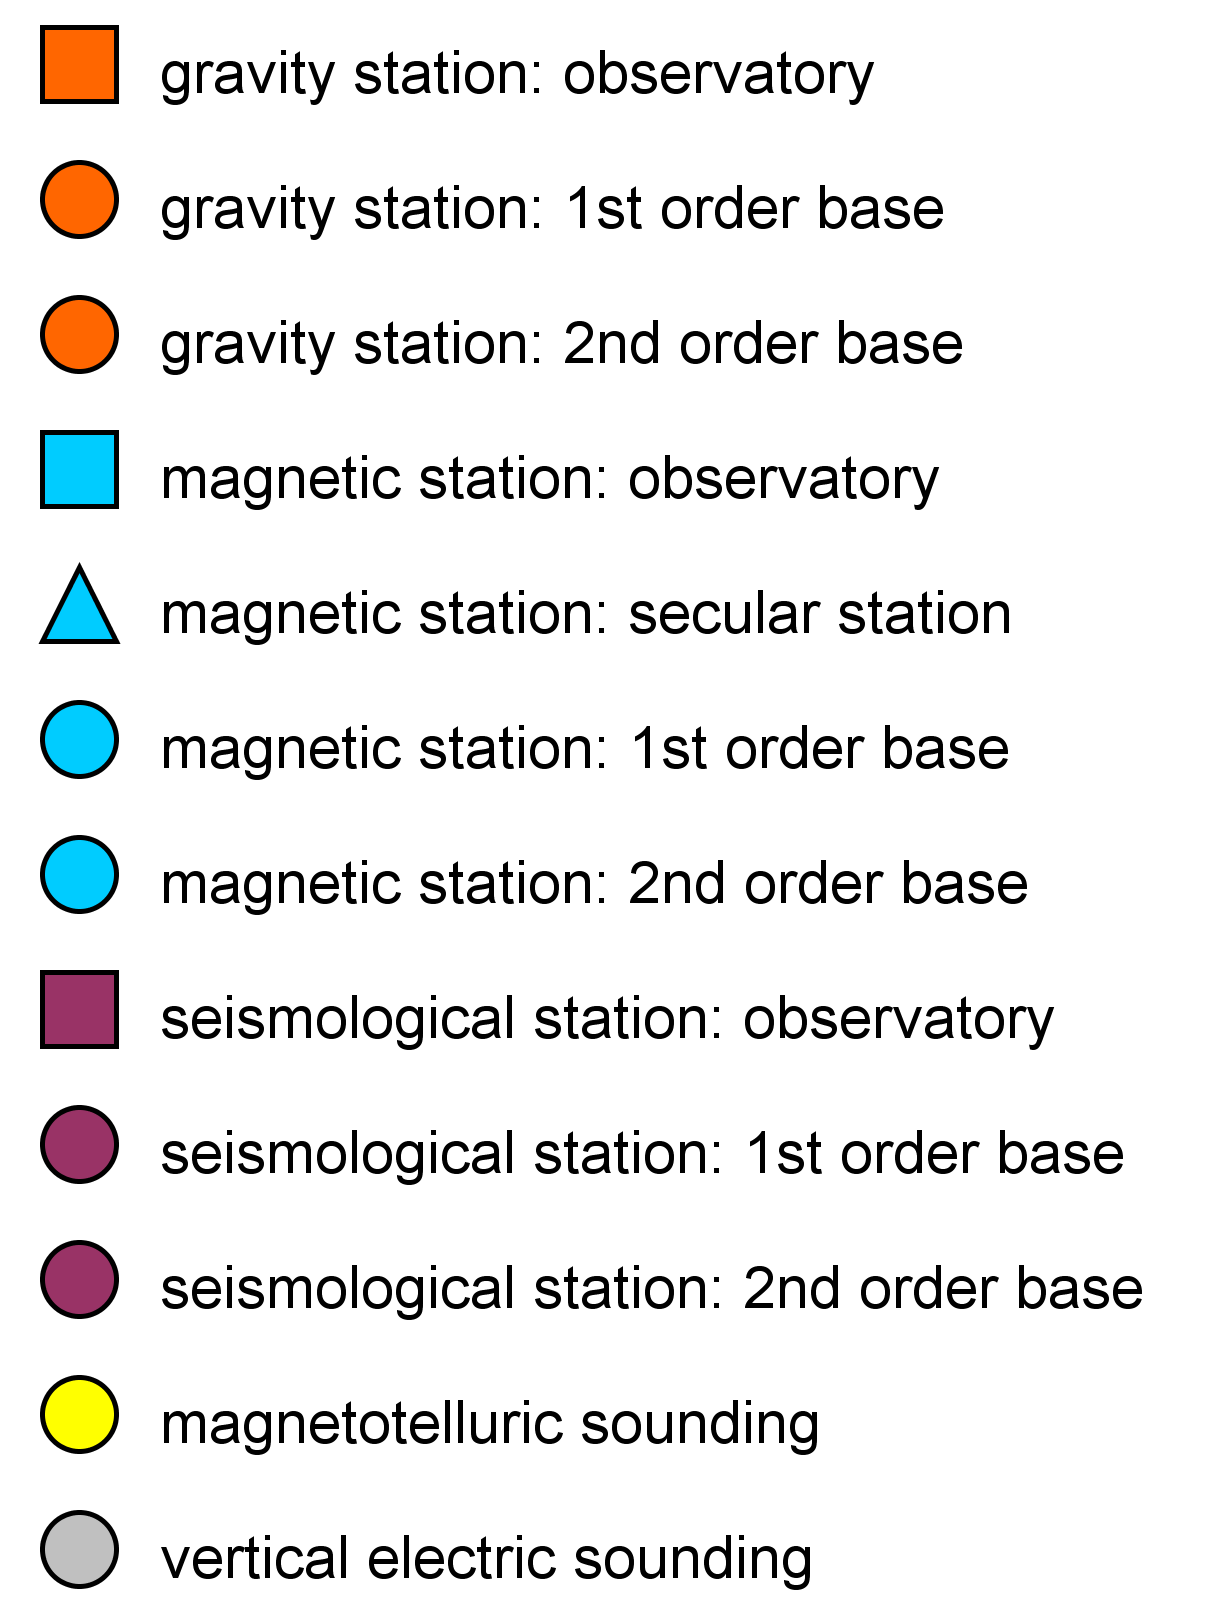 gravity station: observatory
gravity station: 1st order base
gravity station: 2nd order base
magnetic station: observatory
magnetic station: secular station
magnetic station: 1st order base
magnetic station: 2nd order base
seismological station: observatory
seismological station: 1st order base
seismological station: 2nd order base
magnetotelluric sounding
vertical electric sounding